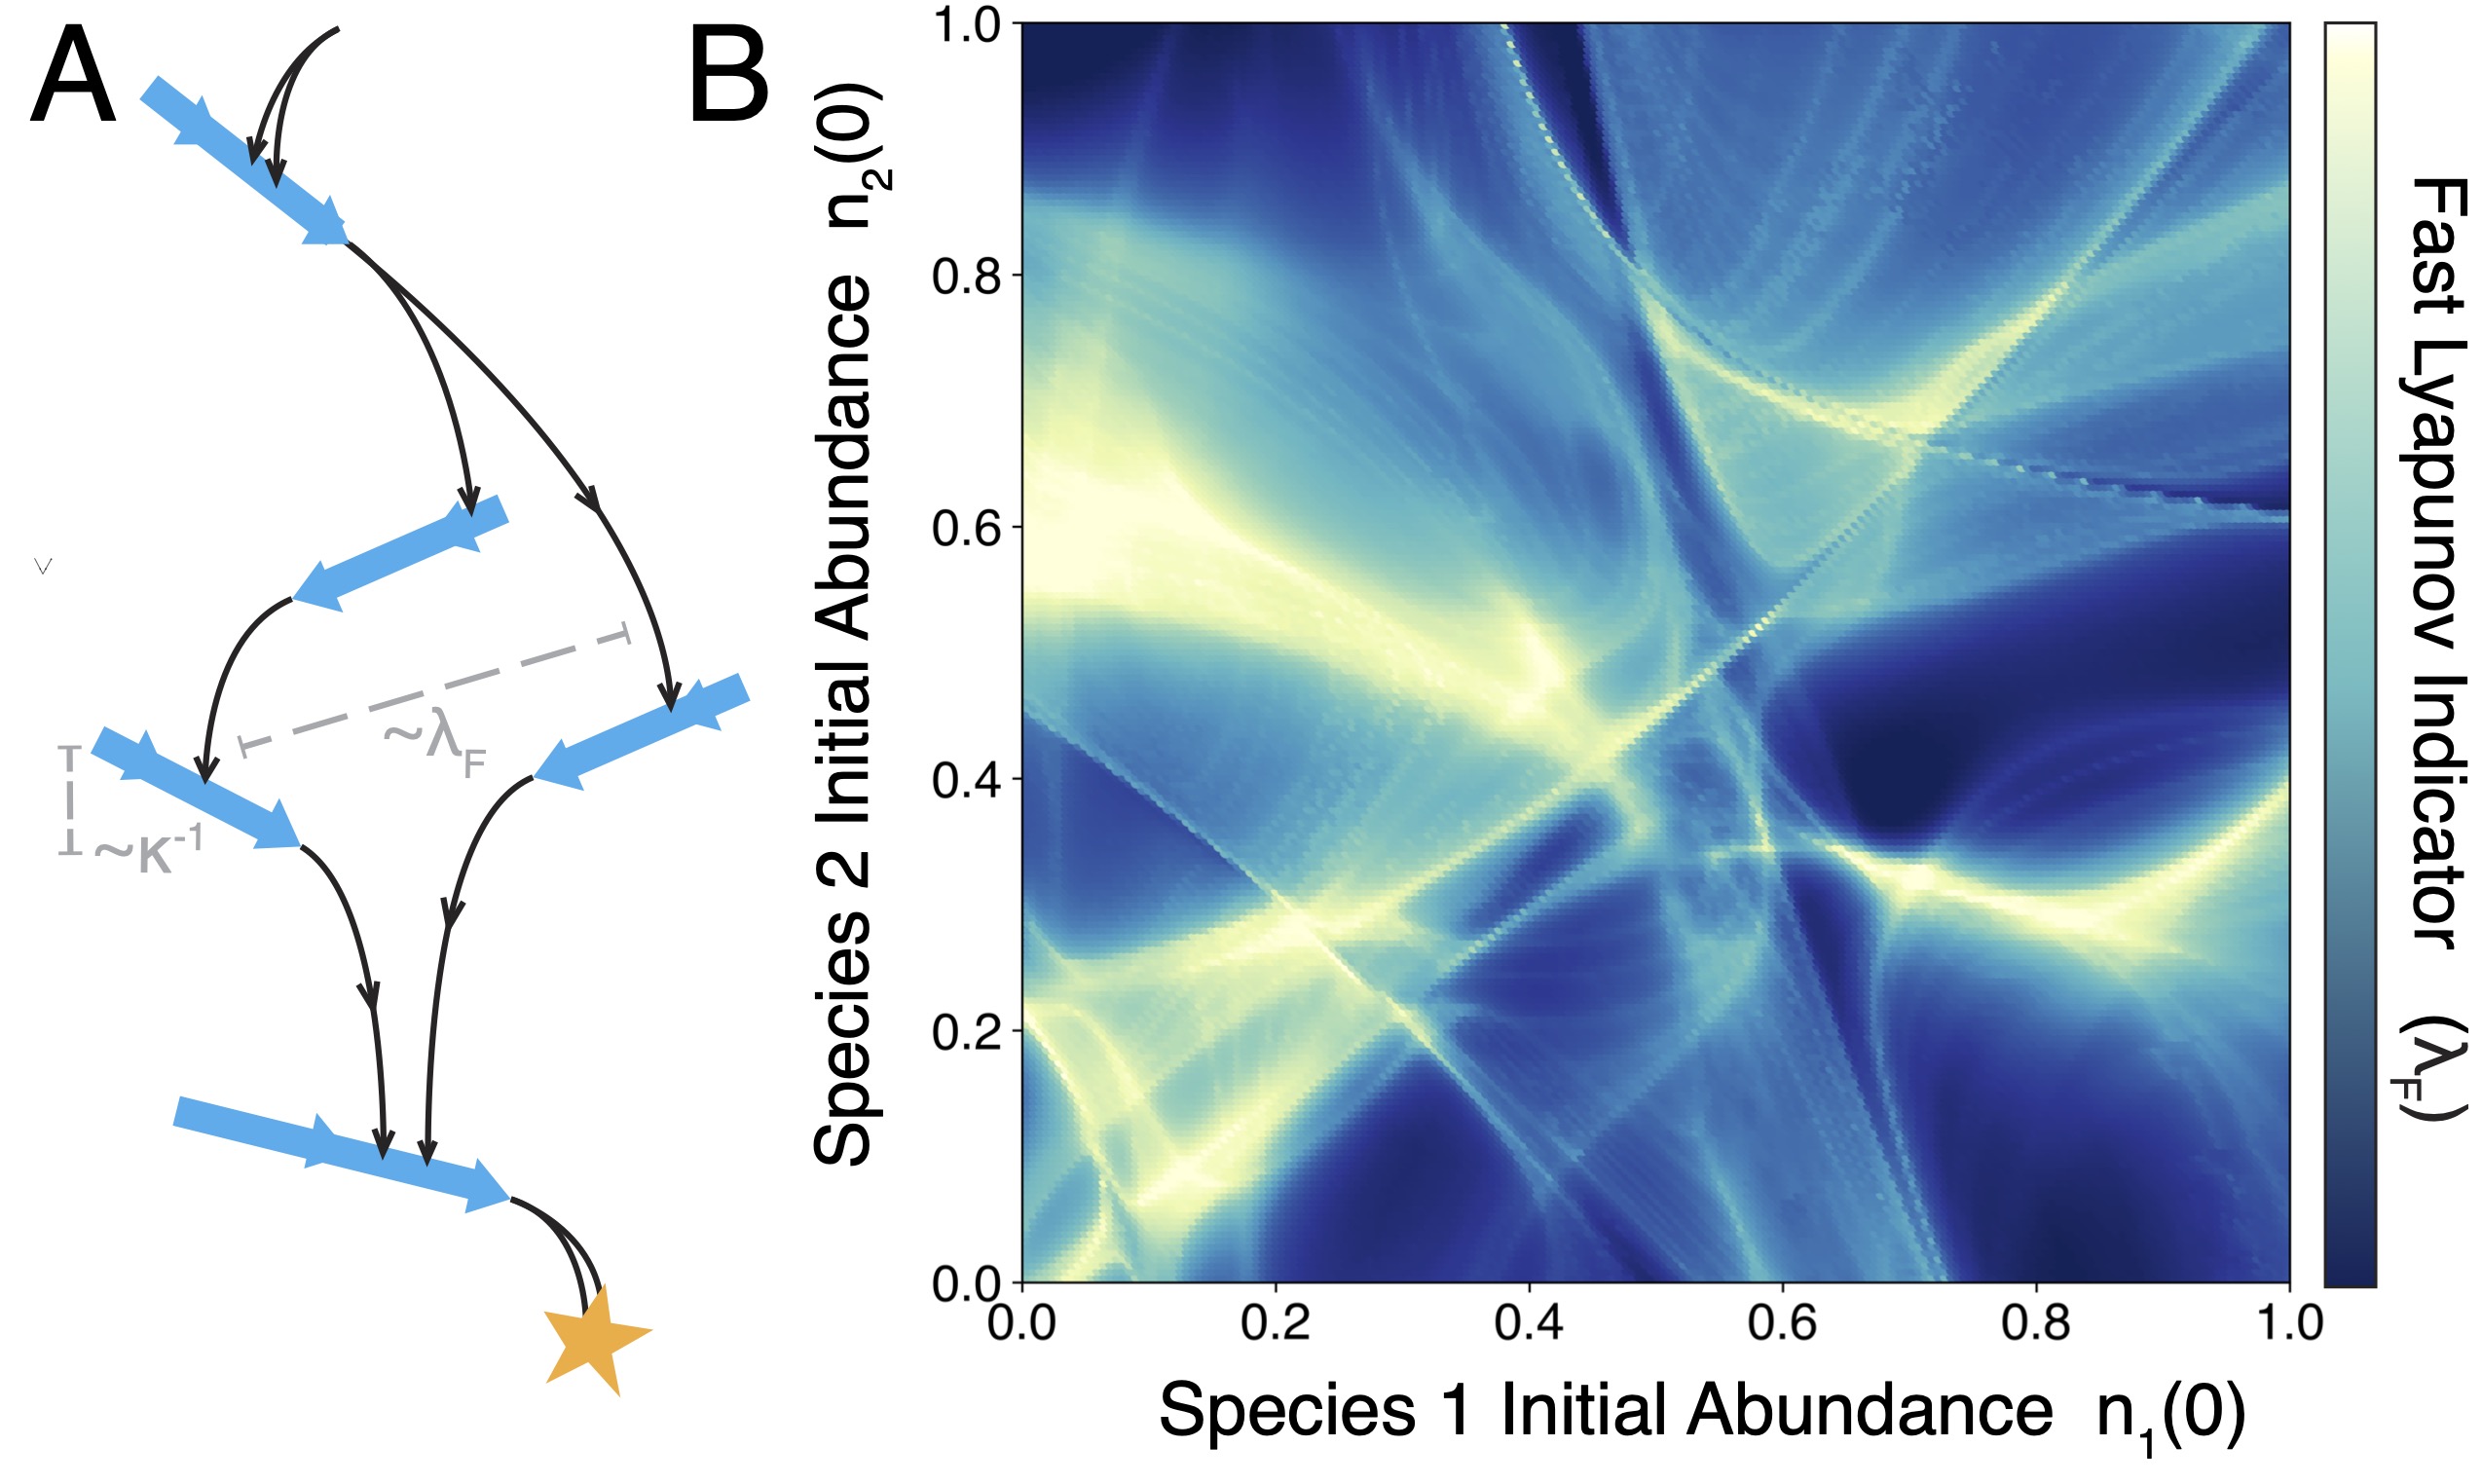 A
~λF
~κ-1
B
Species 2 Initial Abundance n2(0)
1.0
0.8
0.6
0.4
0.2
0.0
0.0 0.2 0.4 0.6 0.8 1.0
Species 1 Initial Abundance n1(0)
Fast Lyapunov Indicator (λF)